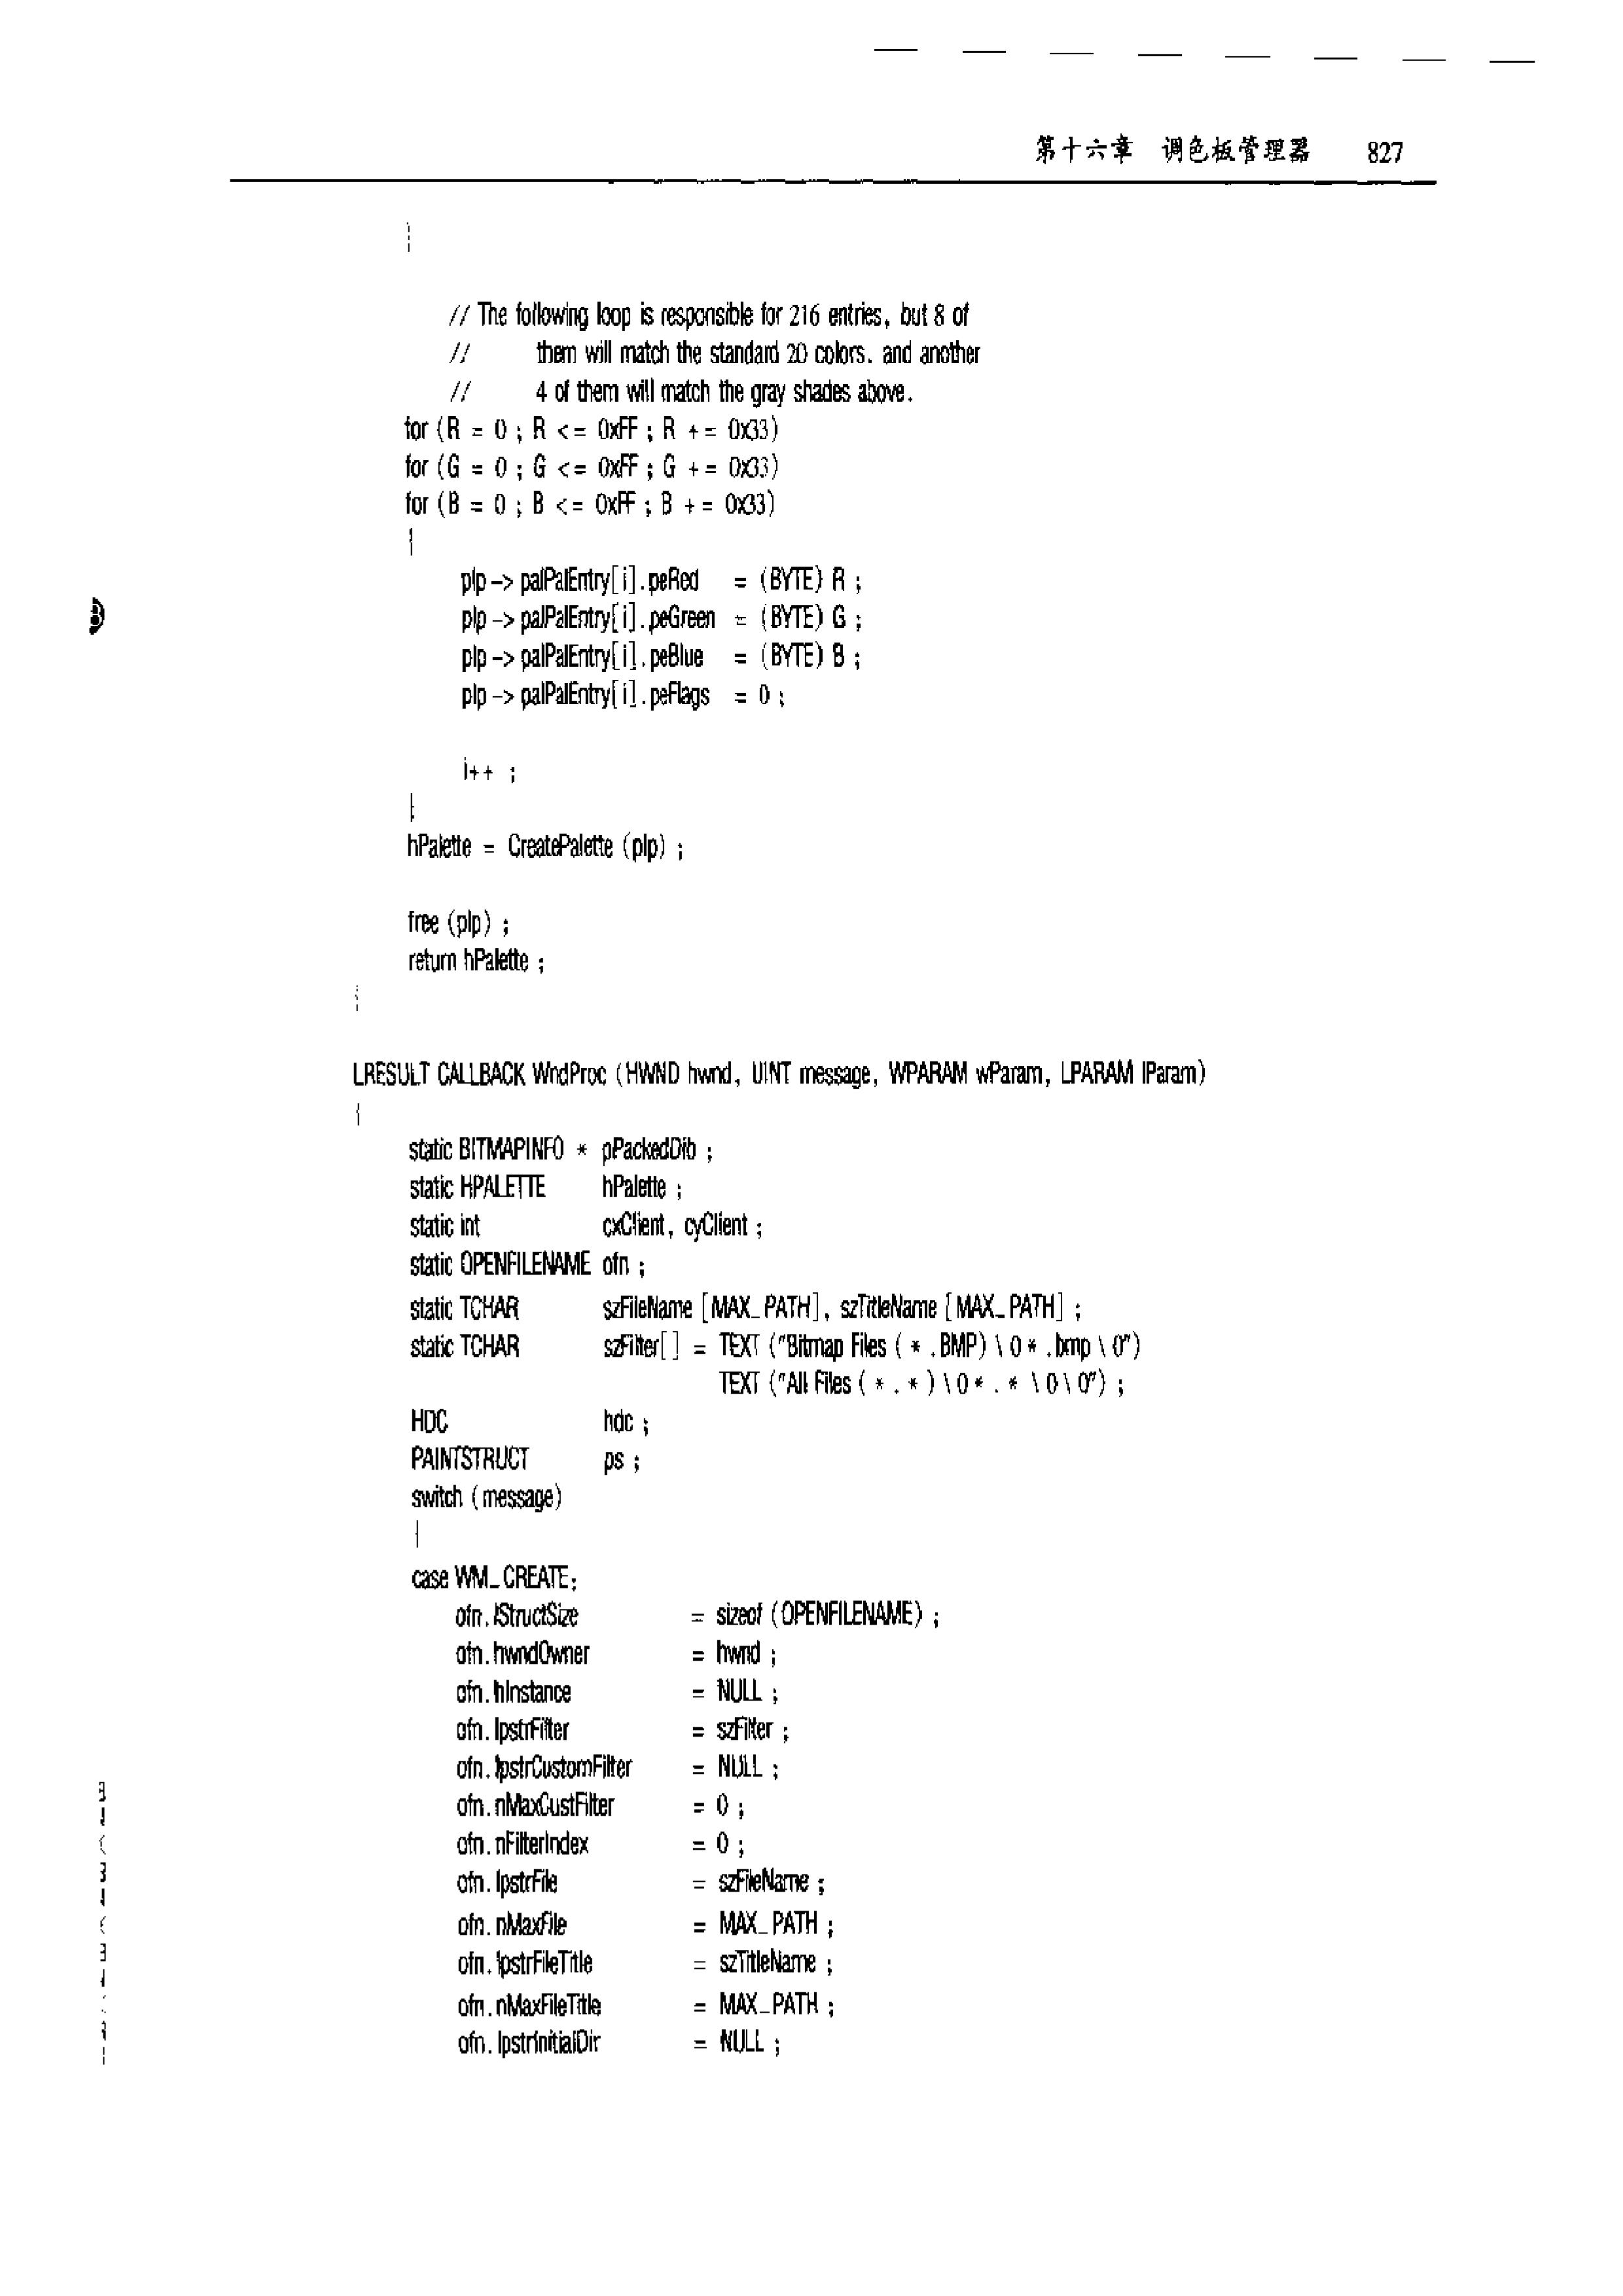 第十六章 调色板管理器 827
}
// The following loop is responsible for 216 entries, but 8 of
// them will match the standard 20 colors. and another
// 4 of them will match the gray shades above.
for (R = 0 ; R <= 0xFF ; R += 0x33)
for (G = 0 ; G <= 0xFF ; G += 0x33)
for (B = 0 ; B <= 0xFF ; B += 0x33)
{
plp -> palPalEntry[i].peRed = (BYTE) R ;
plp -> palPalEntry[i].peGreen = (BYTE) G ;
plp -> palPalEntry[i].peBlue = (BYTE) B ;
plp -> palPalEntry[i].peFlags = 0 ;
i++ ;
}
hPalette = CreatePalette (plp) ;
free (plp) ;
return hPalette ;
}
LRESULT CALLBACK WndProc (HWND hwnd, UINT message, WPARAM wParam, LPARAM lParam)
{
static BITMAPINFO * pPackedDib ;
static HPALETTE hPalette ;
static int cxClient, cyClient ;
static OPENFILENAME ofn ;
static TCHAR szFileName [MAX_PATH], szTitleName [MAX_PATH] ;
static TCHAR szFilter[] = TEXT ("Bitmap Files (*.BMP)\0*.bmp\0")
TEXT ("All Files (*.*)\0*.*\0\0") ;
HDC hdc ;
PAINTSTRUCT ps ;
switch (message)
{
case WM_CREATE:
ofn.lStructSize = sizeof (OPENFILENAME) ;
ofn.hwndOwner = hwnd ;
ofn.hInstance = NULL ;
ofn.lpstrFilter = szFilter ;
ofn.lpstrCustomFilter = NULL ;
ofn.nMaxCustFilter = 0 ;
ofn.nFilterIndex = 0 ;
ofn.lpstrFile = szFileName ;
ofn.nMaxFile = MAX_PATH ;
ofn.lpstrFileTitle = szTitleName ;
ofn.nMaxFileTitle = MAX_PATH ;
ofn.lpstrInitialDir = NULL ;